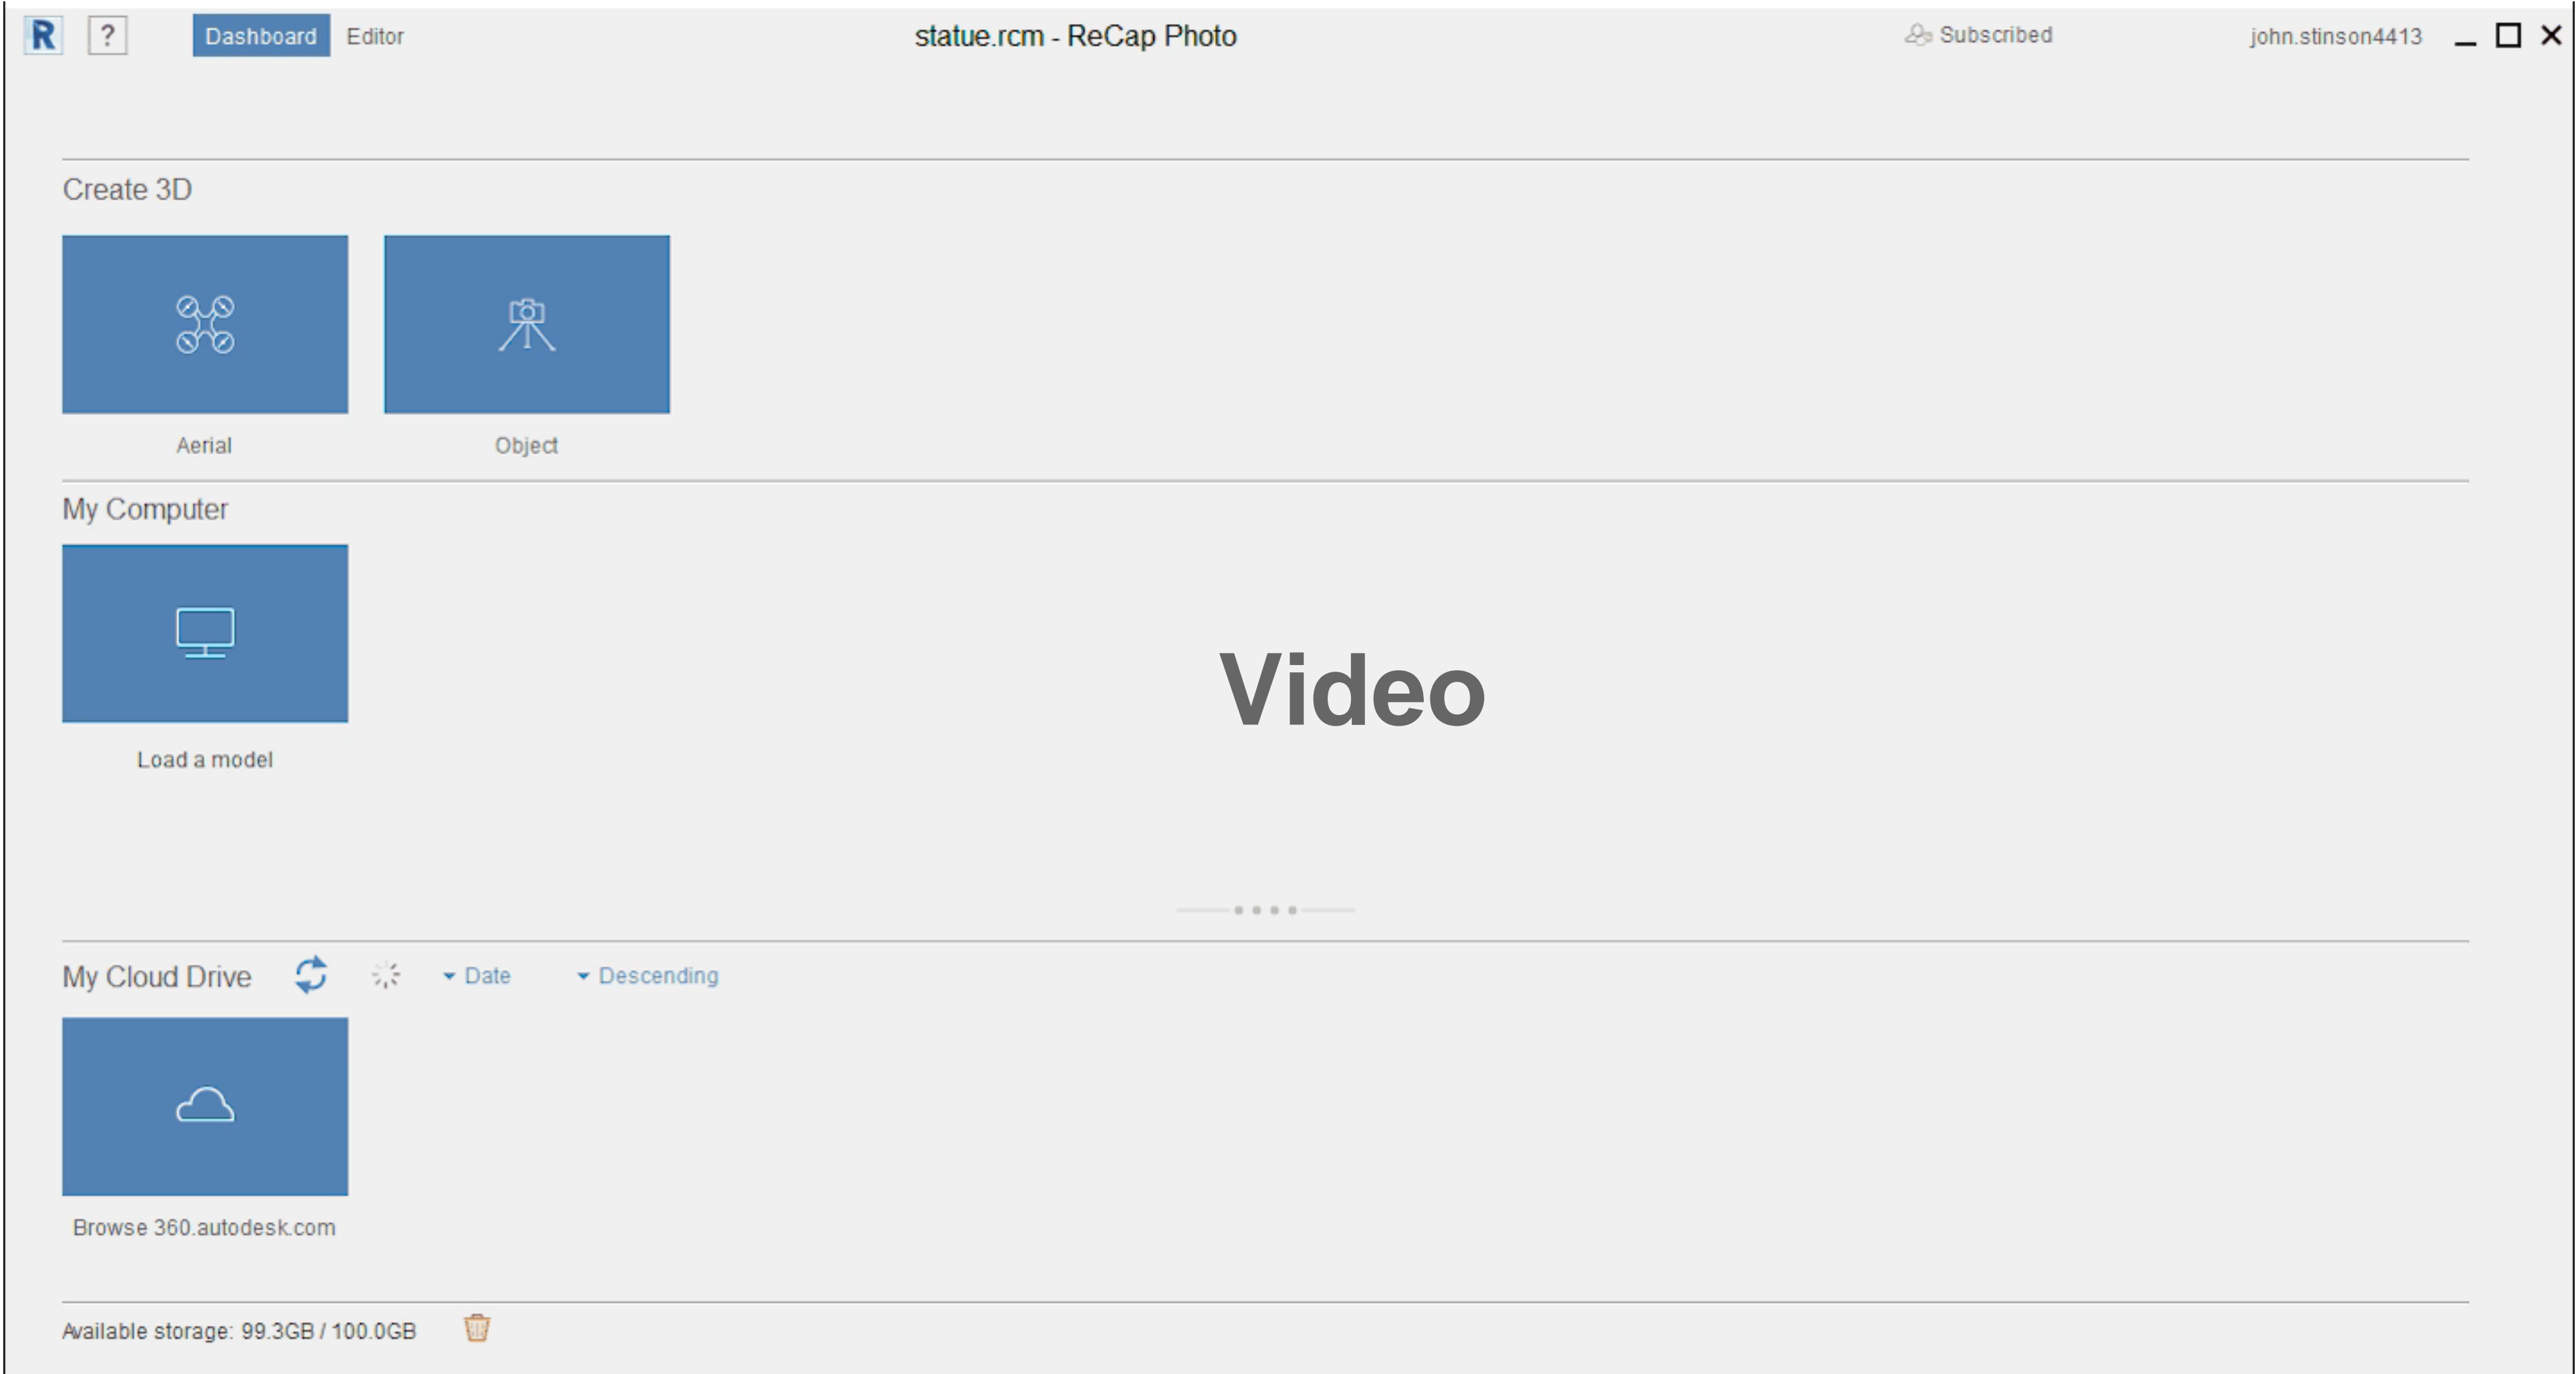 R ? Dashboard Editor statue.rcm - ReCap Photo Subscribed john.stinson4413
Create 3D
Aerial Object
My Computer
Video
Load a model
My Cloud Drive Date Descending
Browse 360.autodesk.com
Available storage: 99.3GB / 100.0GB